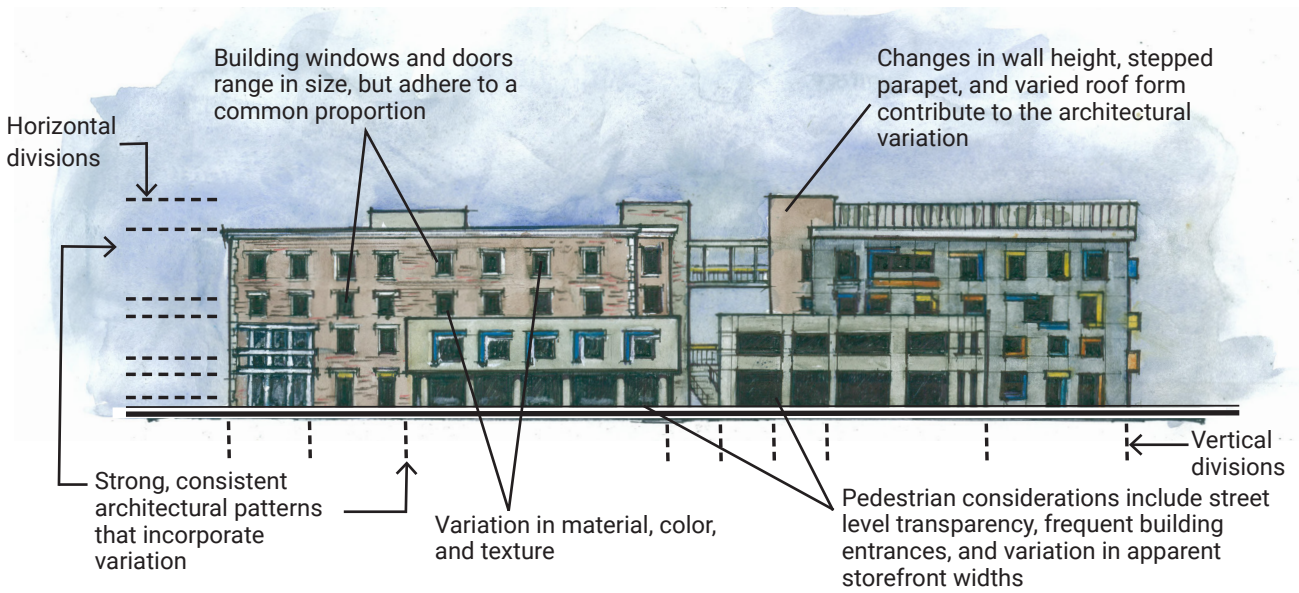 Building windows and doors
range in size, but adhere to a
common proportion
Changes in wall height, stepped
parapet, and varied roof form
contribute to the architectural
variation
Horizontal
divisions
Vertical
divisions
Strong, consistent
architectural patterns
that incorporate
variation
Variation in material, color,
and texture
Pedestrian considerations include street
level transparency, frequent building
entrances, and variation in apparent
storefront widths